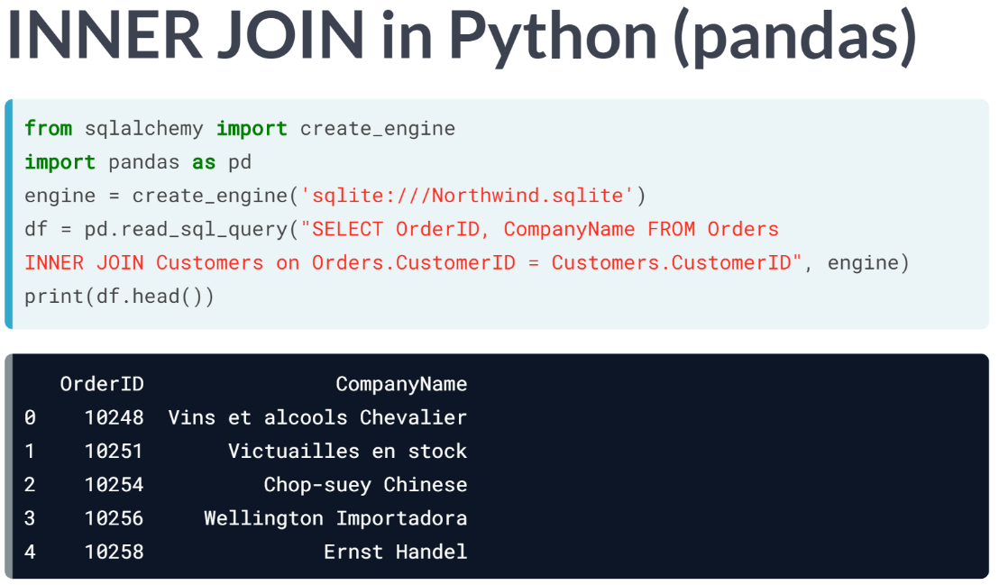 INNER JOIN in Python (pandas)
from sqlalchemy import create_engine
import pandas as pd
engine = create_engine('sqlite:///Northwind.sqlite')
df = pd.read_sql_query("SELECT OrderID, CompanyName FROM Orders
INNER JOIN Customers on Orders.CustomerID = Customers.CustomerID", engine)
print(df.head())
OrderID CompanyName
0 10248 Vins et alcools Chevalier
1 10251 Victuailles en stock
2 10254 Chop-suey Chinese
3 10256 Wellington Importadora
4 10258 Ernst Handel